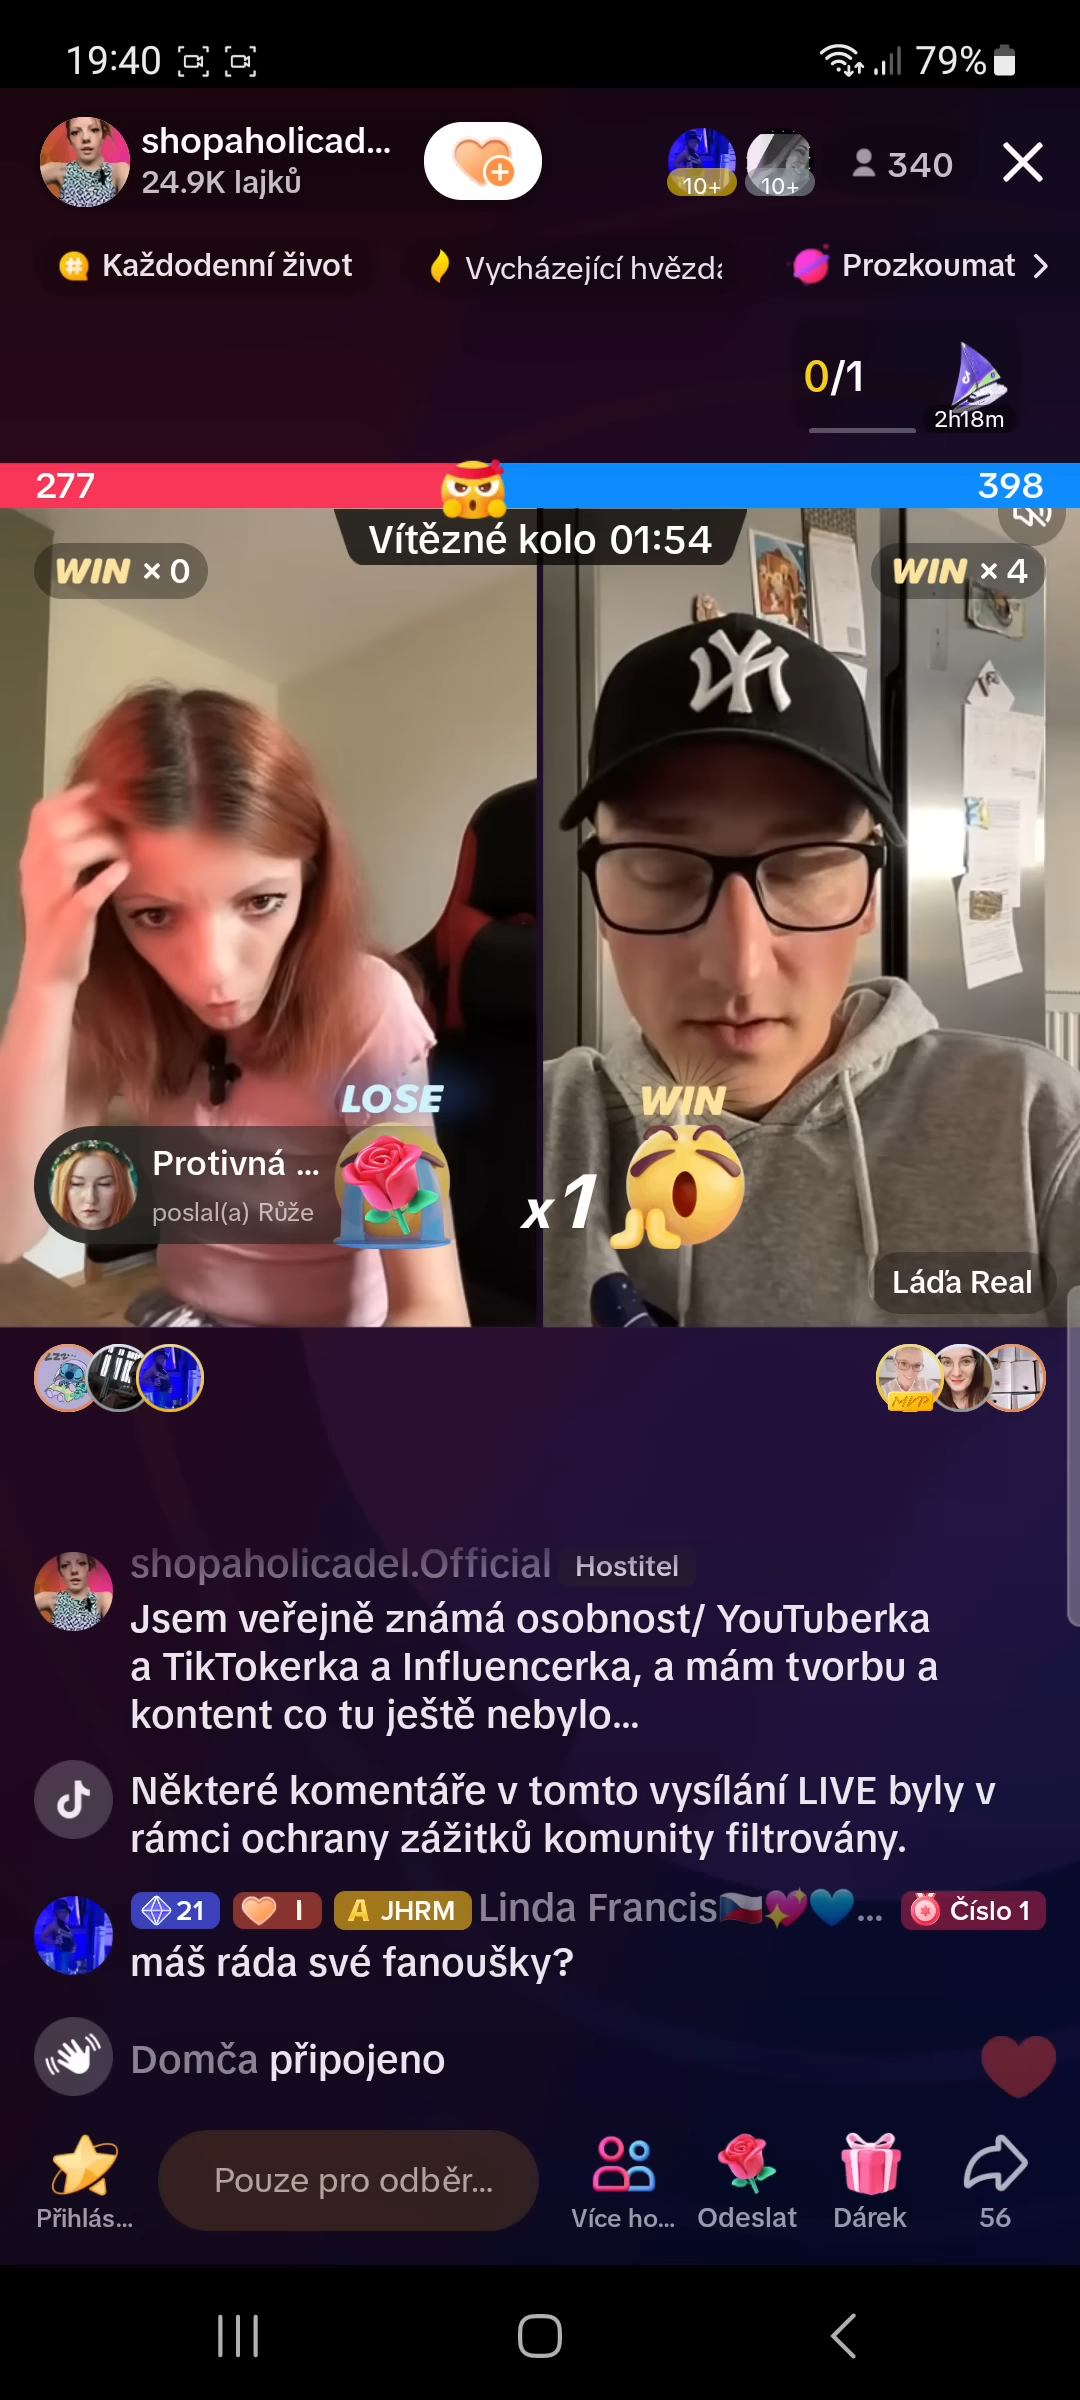 19:40
79%
shopaholicad...
24.9K lajků
10+
10+
340
Každodenní život
Vycházející hvězda
Prozkoumat
0/1
2h18m
277
398
Vítězné kolo 01:54
WIN × 0
WIN × 4
LOSE
WIN
Protivná ...
poslal(a) Růže
x1
Láďa Real
MVP
shopaholicadel.Official Hostitel
Jsem veřejně známá osobnost/ YouTuberka
a TikTokerka a Influencerka, a mám tvorbu a
kontent co tu ještě nebylo...
Některé komentáře v tomto vysílání LIVE byly v
rámci ochrany zážitků komunity filtrovány.
21 I A JHRM Linda Francis🇨🇿💖💙... Číslo 1
máš ráda své fanoušky?
Domča připojeno
Pouze pro odběr...
Přihlás...
Více ho...
Odeslat
Dárek
56